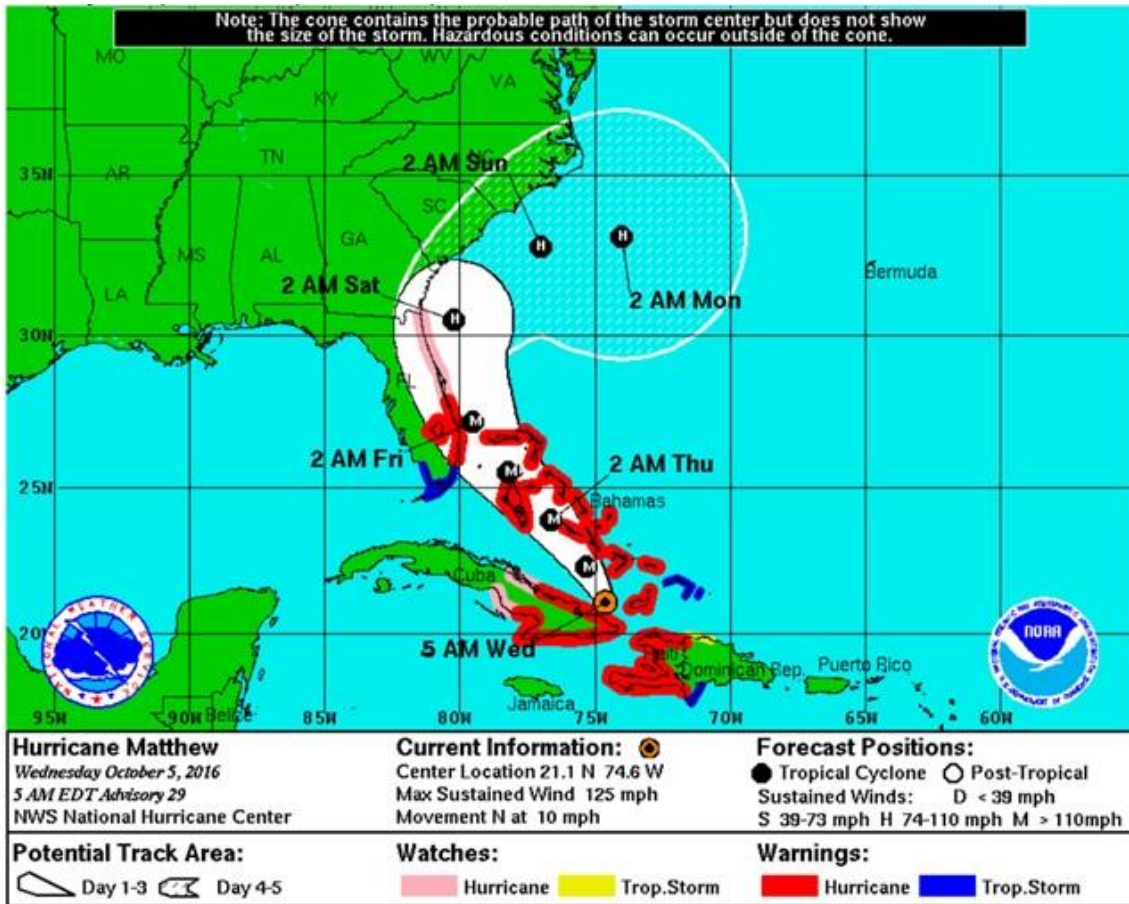 Note: The cone contains the probable path of the storm center but does not show
the size of the storm. Hazardous conditions can occur outside of the cone.
MO
WV
VA
KY
2 AM Sun
NC
35N
AR
TN
SC
MS
AL
GA
2 AM Sat
LA
Bermuda
2 AM Mon
30N
FL
2 AM Fri
2 AM Thu
25N
Bahamas
Cuba
20N
5 AM Wed
Haiti
Dominican Rep.
Puerto Rico
Jamaica
Belize
NATIONAL WEATHER SERVICE
NOAA
95W 90W 85W 80W 75W 70W 65W 60W
H
H
H
M
M
M
M
Hurricane Matthew
Wednesday October 5, 2016
5 AM EDT Advisory 29
NWS National Hurricane Center
Current Information:
Center Location 21.1 N 74.6 W
Max Sustained Wind 125 mph
Movement N at 10 mph
Forecast Positions:
Tropical Cyclone Post-Tropical
Sustained Winds: D < 39 mph
S 39-73 mph H 74-110 mph M > 110mph
Potential Track Area:
Day 1-3 Day 4-5
Watches:
Hurricane Trop.Storm
Warnings:
Hurricane Trop.Storm